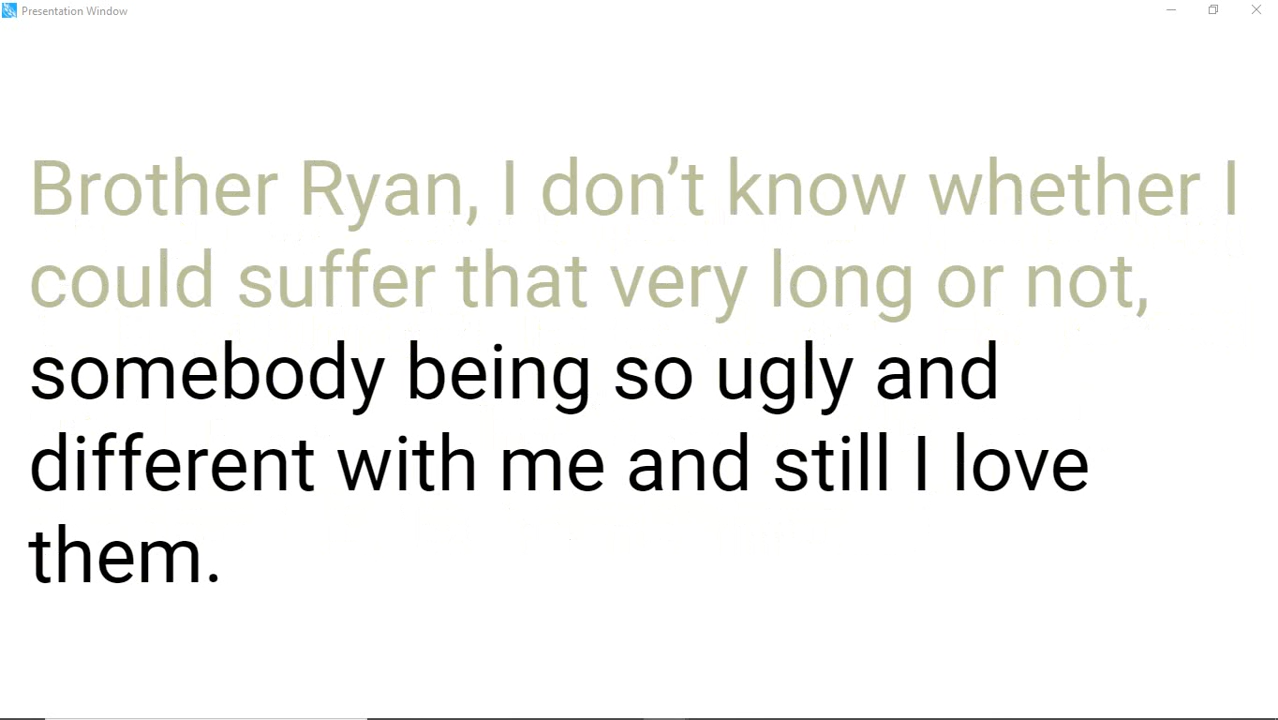 Presentation Window
Brother Ryan, I don’t know whether I
could suffer that very long or not,
somebody being so ugly and
different with me and still I love
them.